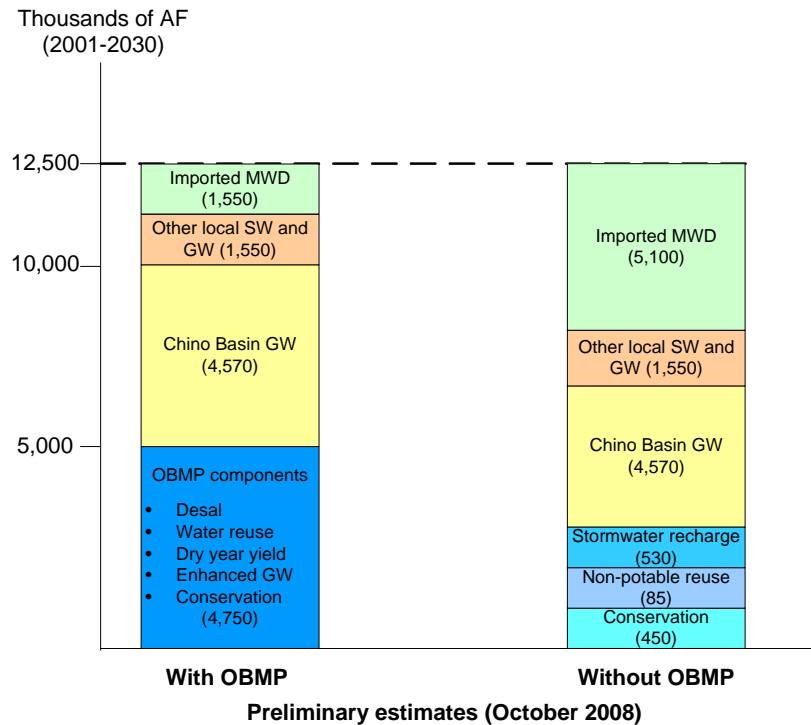 Thousands of AF
(2001-2030)
12,500
10,000
5,000
Imported MWD
(1,550)
Other local SW and
GW (1,550)
Chino Basin GW
(4,570)
OBMP components
• Desal
• Water reuse
• Dry year yield
• Enhanced GW
• Conservation
(4,750)
Imported MWD
(5,100)
Other local SW and
GW (1,550)
Chino Basin GW
(4,570)
Stormwater recharge
(530)
Non-potable reuse
(85)
Conservation
(450)
With OBMP
Without OBMP
Preliminary estimates (October 2008)